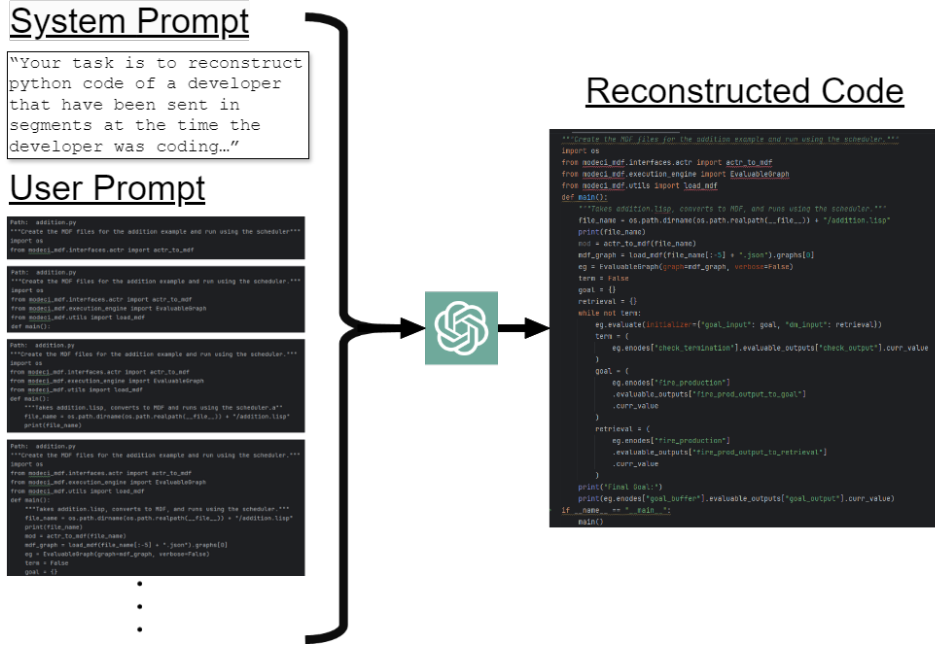 System Prompt
“Your task is to reconstruct
python code of a developer
that have been sent in
segments at the time the
developer was coding…”
User Prompt
Path:  addition.py
"""Create the MDF files for the addition example and run using the scheduler"""
import os
from modeci_mdf.interfaces.actr import actr_to_mdf
Path:  addition.py
"""Create the MDF files for the addition example and run using the scheduler.
import os
from modeci_mdf.interfaces.actr import actr_to_mdf
from modeci_mdf.execution_engine import EvaluableGraph
from modeci_mdf.utils import load_mdf
def main():
Path:  addition.py
"""Create the MDF files for the addition example and run using the scheduler.
import os
from modeci_mdf.interfaces.actr import actr_to_mdf
from modeci_mdf.execution_engine import EvaluableGraph
from modeci_mdf.utils import load_mdf
def main():
"""Takes addition.lisp, converts to MDF and runs using the scheduler.a""
file_name = os.path.dirname(os.path.realpath(__file__)) + "/addition.lisp"
print(file_name)
Path:  addition.py
"""Create the MDF files for the addition example and run using the scheduler."""
import os
from modeci_mdf.interfaces.actr import actr_to_mdf
from modeci_mdf.execution_engine import EvaluableGraph
from modeci_mdf.utils import load_mdf
def main():
"""Takes addition.lisp, converts to MDF, and runs using the scheduler."""
file_name = os.path.dirname(os.path.realpath(__file__)) + "/addition.lisp"
print(file_name)
mod = actr_to_mdf(file_name)
mdf_graph = load_mdf(file_name[:-5] + ".json").graphs[0]
eg = EvaluableGraph(graph=mdf_graph, verbose=False)
term = False
goal = {}
Reconstructed Code
"""Create the MDF files for the addition example and run using the scheduler."""
import os
from modeci_mdf.interfaces.actr import actr_to_mdf
from modeci_mdf.execution_engine import EvaluableGraph
from modeci_mdf.utils import load_mdf
def main():
"""Takes addition.lisp, converts to MDF, and runs using the scheduler."""
file_name = os.path.dirname(os.path.realpath(__file__)) + "/addition.lisp"
print(file_name)
mod = actr_to_mdf(file_name)
mdf_graph = load_mdf(file_name[:-5] + ".json").graphs[0]
eg = EvaluableGraph(graph=mdf_graph, verbose=False)
term = False
goal = {}
retrieval = {}
while not term:
eg.evaluate(initializer={"goal_input": goal, "dm_input": retrieval})
term = (
eg.enodes["check_termination"].evaluable_outputs["check_output"].curr_value
)
goal = (
eg.enodes["fire_production"]
.evaluable_outputs["fire_prod_output_to_goal"]
.curr_value
)
retrieval = (
eg.enodes["fire_production"]
.evaluable_outputs["fire_prod_output_to_retrieval"]
.curr_value
)
print("Final Goal:")
print(eg.enodes["goal_buffer"].evaluable_outputs["goal_output"].curr_value)
if __name__ == "__main__":
main()